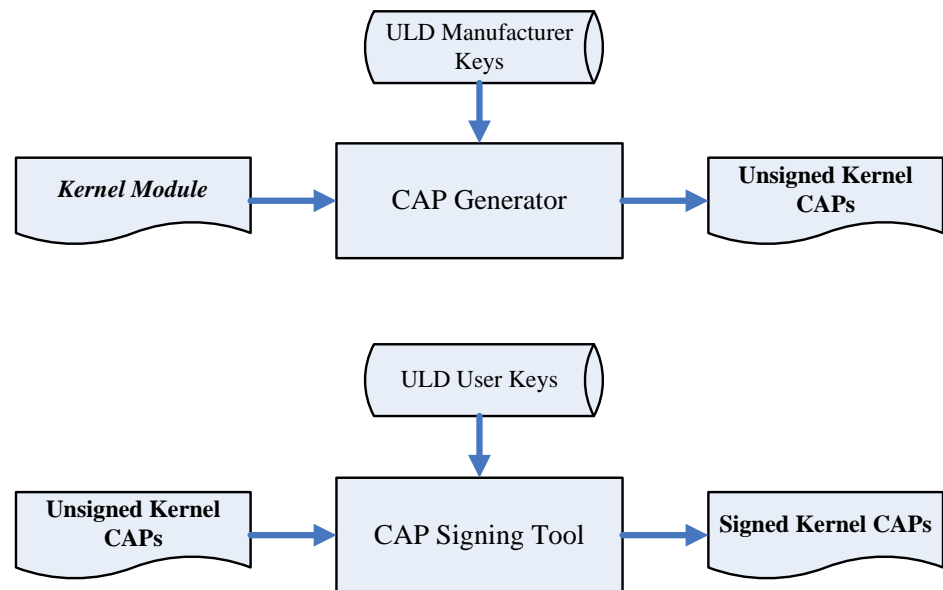 ULD Manufacturer
Keys
Kernel Module
CAP Generator
Unsigned Kernel
CAPs
ULD User Keys
Unsigned Kernel
CAPs
CAP Signing Tool
Signed Kernel CAPs